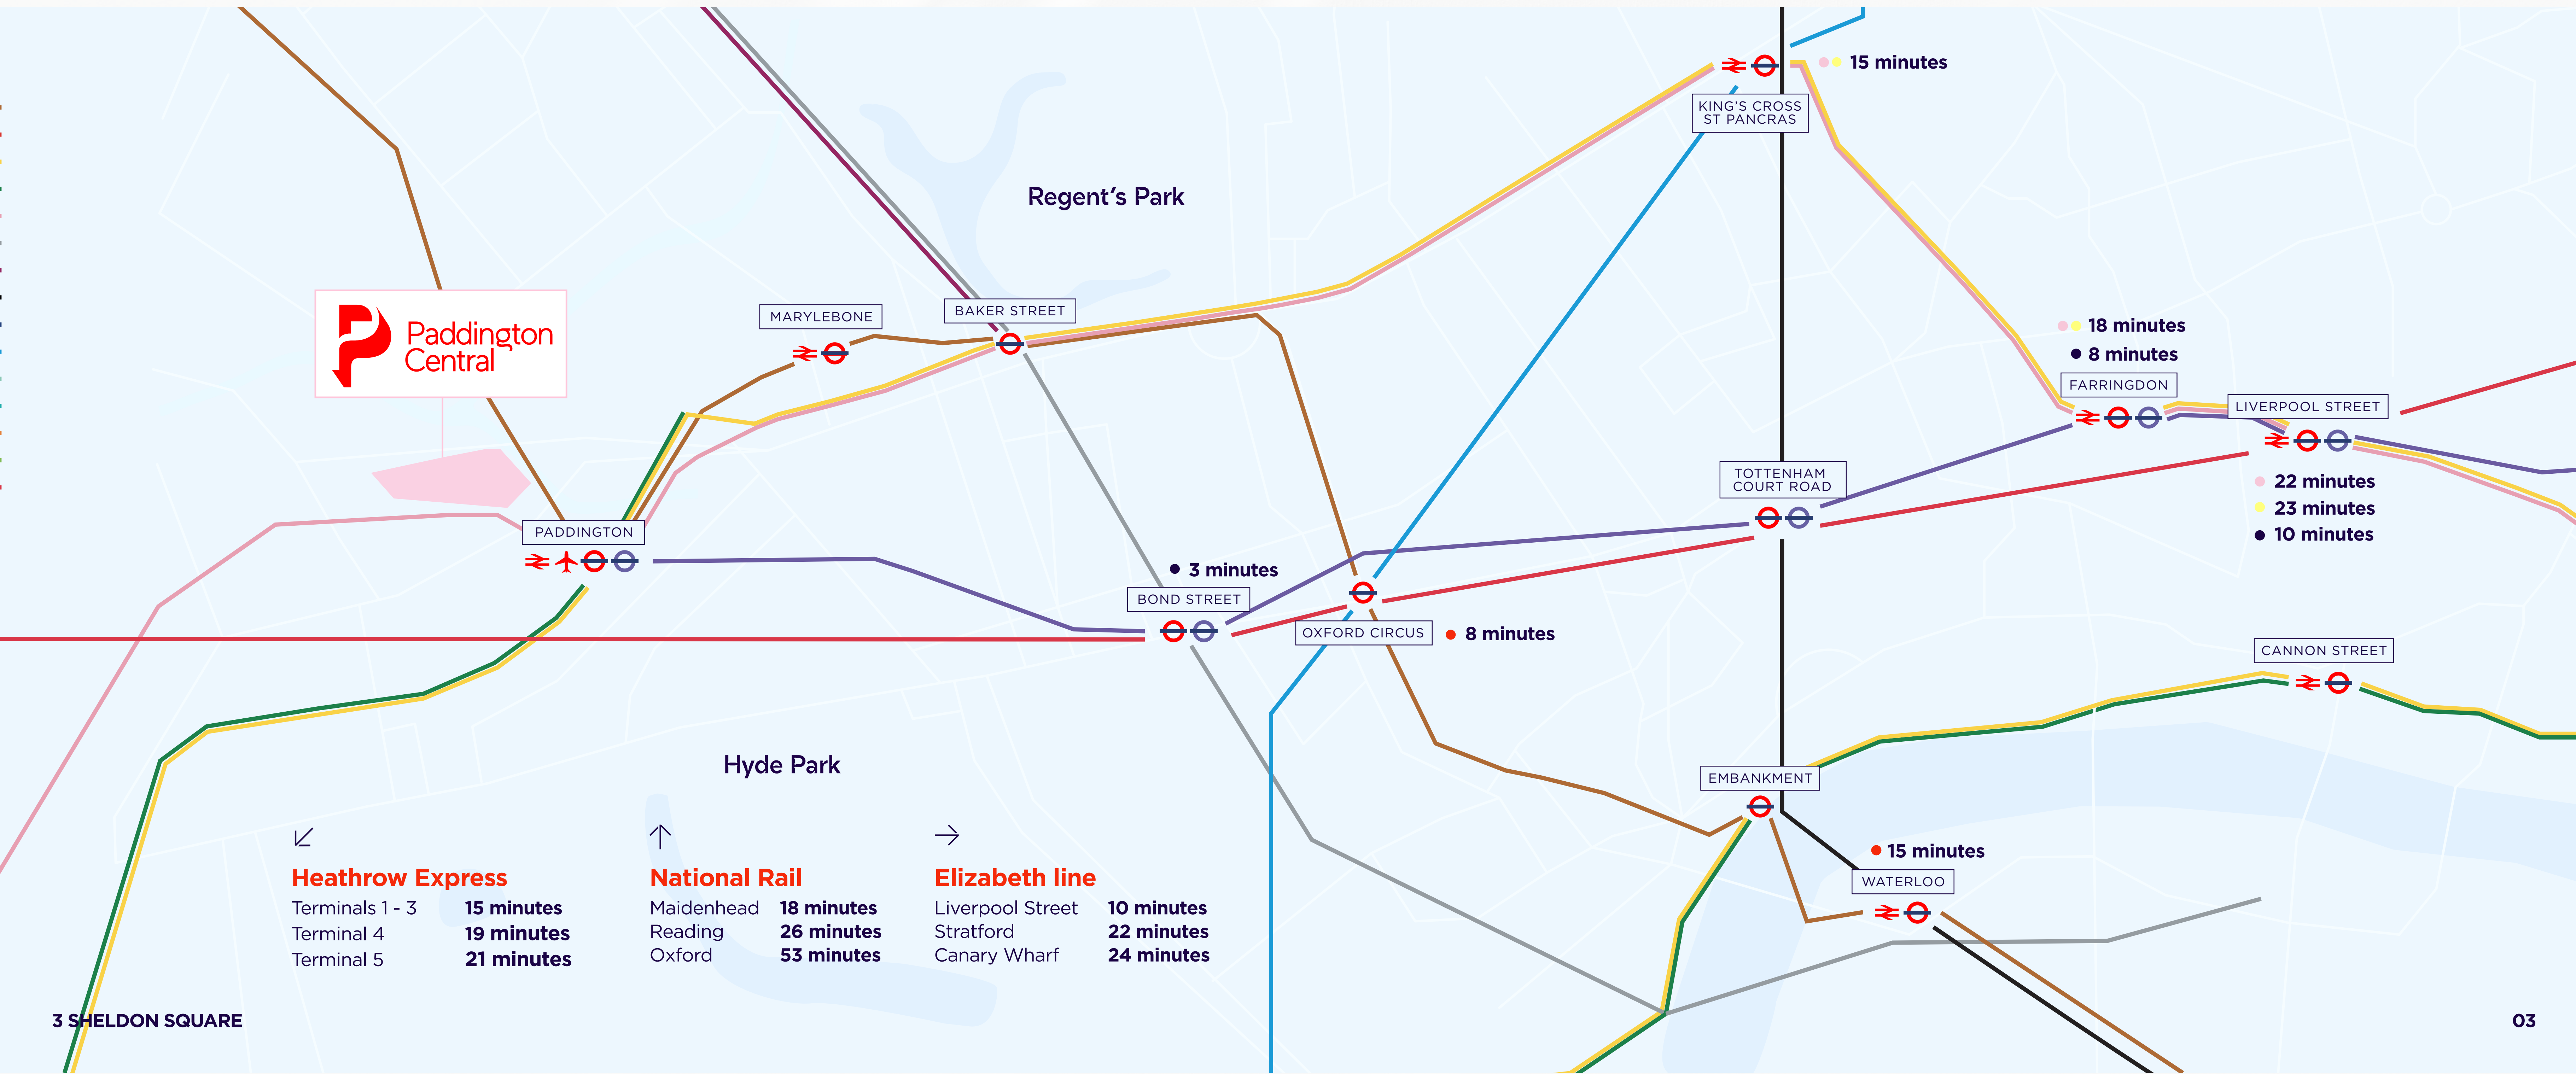 15 minutes
KING'S CROSS
ST PANCRAS
Regent's Park
Paddington
Central
MARYLEBONE
BAKER STREET
18 minutes
8 minutes
FARRINGDON
LIVERPOOL STREET
22 minutes
23 minutes
10 minutes
TOTTENHAM
COURT ROAD
PADDINGTON
3 minutes
BOND STREET
OXFORD CIRCUS
8 minutes
CANNON STREET
Hyde Park
EMBANKMENT
15 minutes
WATERLOO
Heathrow Express
Terminals 1 - 3 15 minutes
Terminal 4 19 minutes
Terminal 5 21 minutes
National Rail
Maidenhead 18 minutes
Reading 26 minutes
Oxford 53 minutes
Elizabeth line
Liverpool Street 10 minutes
Stratford 22 minutes
Canary Wharf 24 minutes
3 SHELDON SQUARE
03